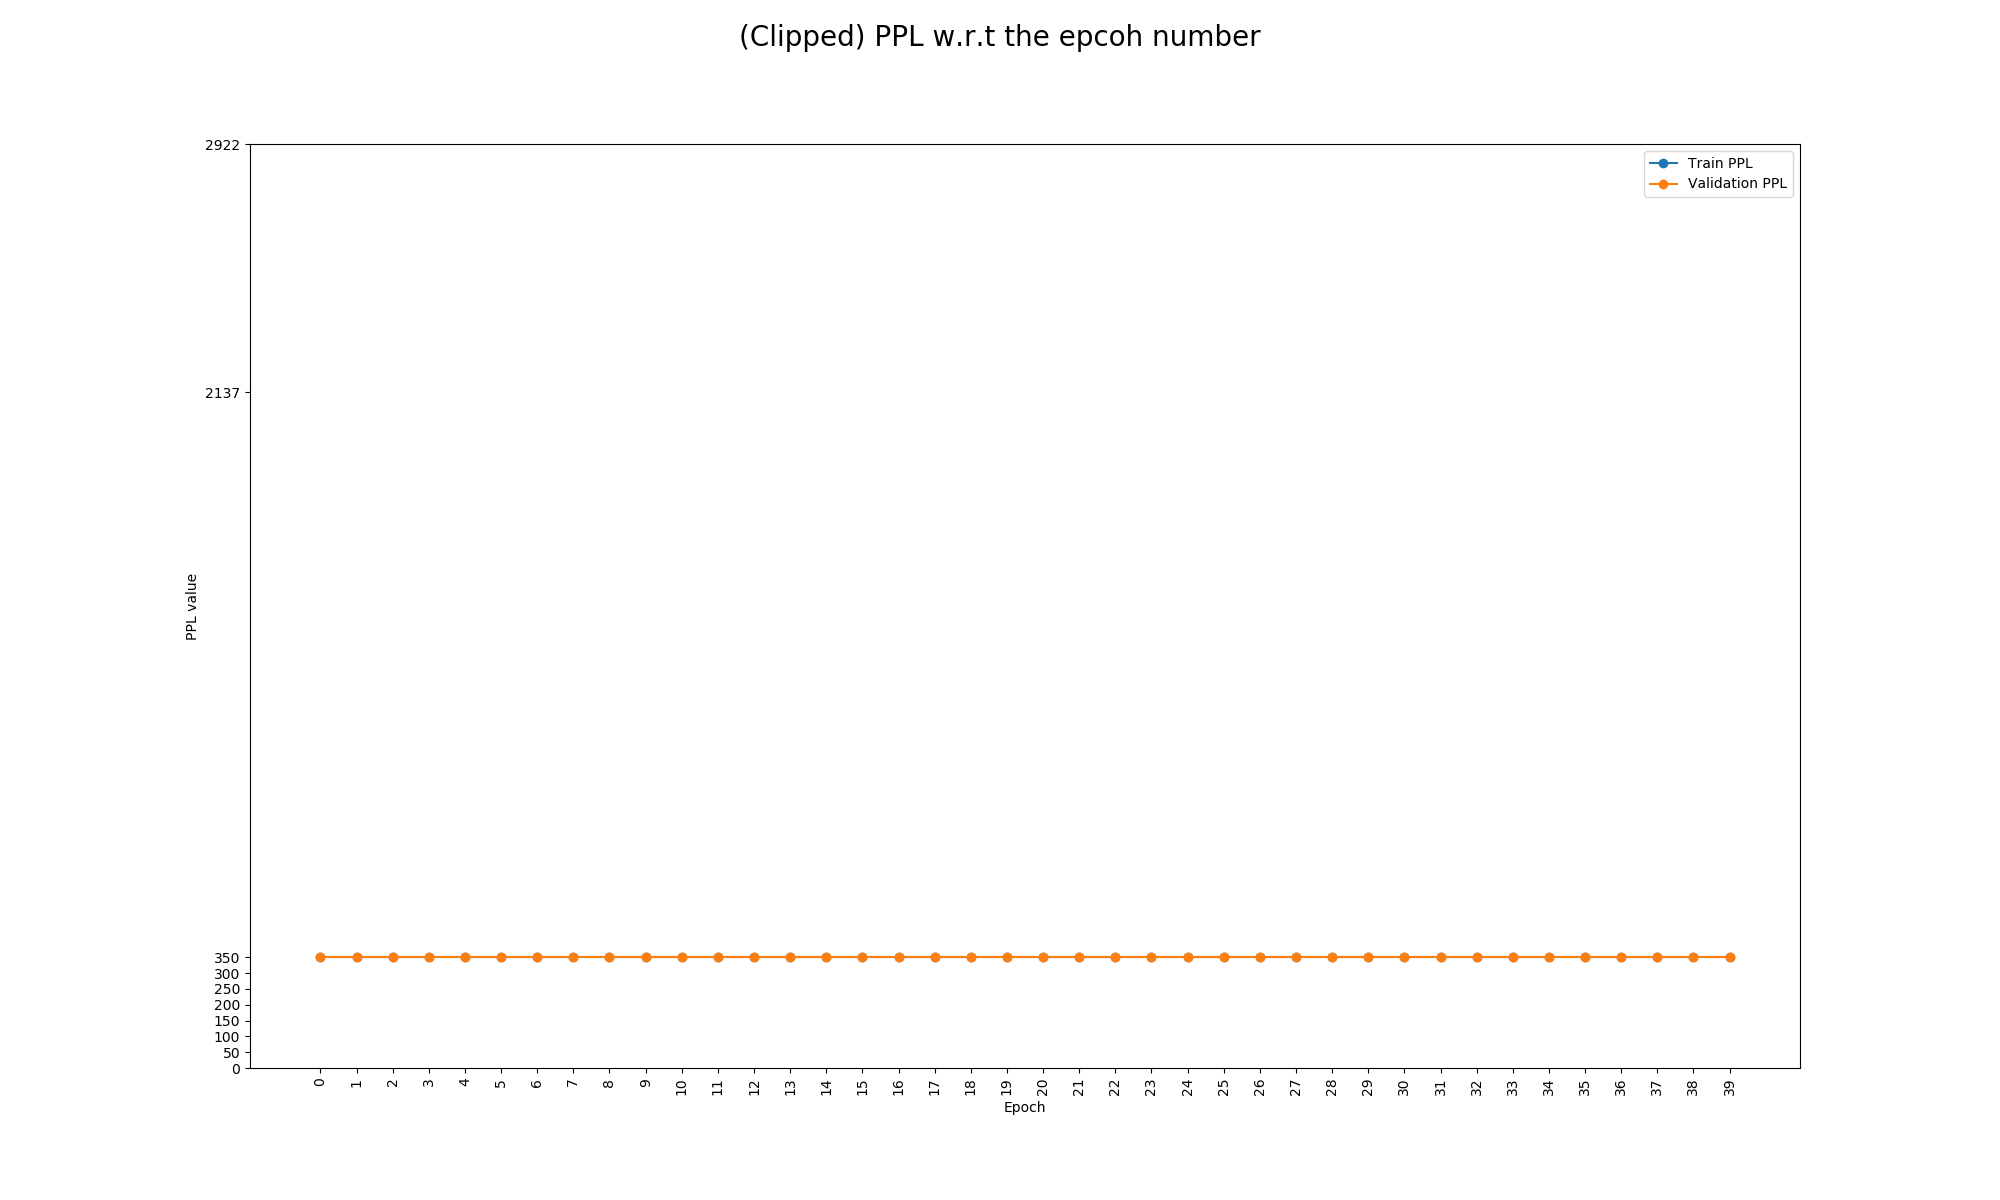 (Clipped) PPL w.r.t the epcoh number
2922
Train PPL
Validation PPL
2137
PPL value
350
300
250
200
150
100
50
0
0 1 2 3 4 5 6 7 8 9 10 11 12 13 14 15 16 17 18 19 20 21 22 23 24 25 26 27 28 29 30 31 32 33 34 35 36 37 38 39
Epoch